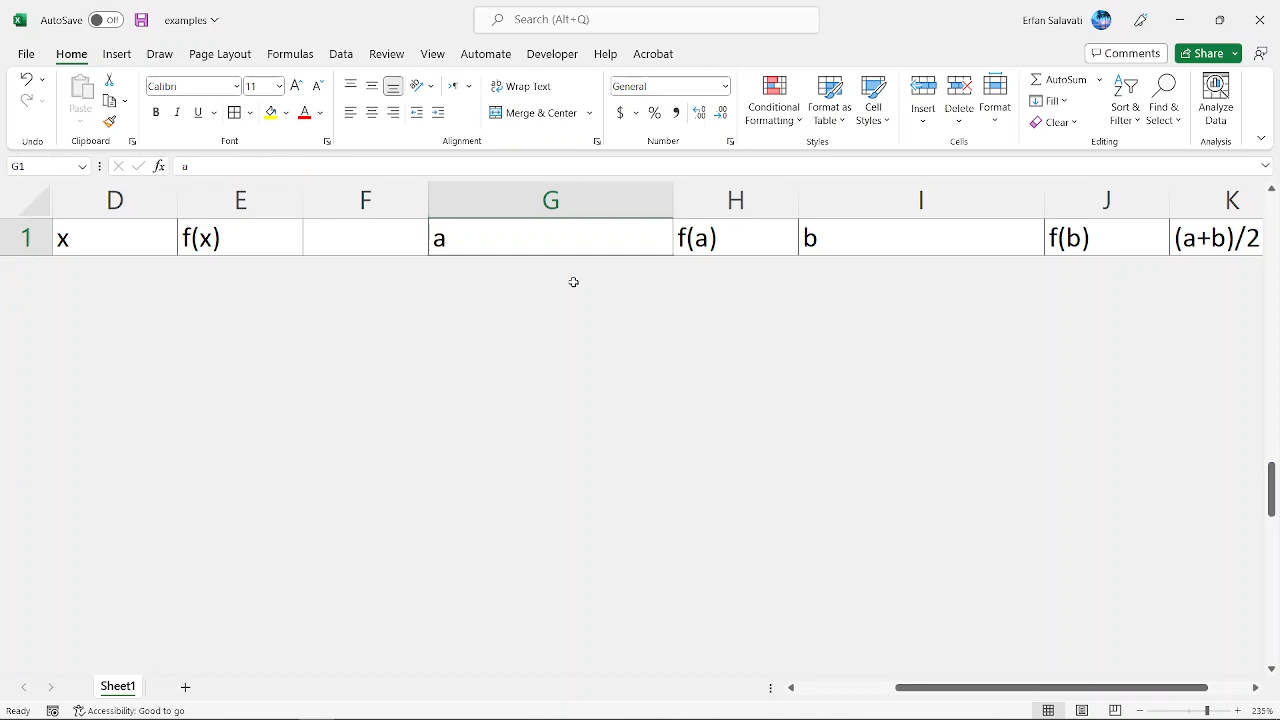 AutoSave Off examples Search (Alt+Q) Erfan Salavati
File Home Insert Draw Page Layout Formulas Data Review View Automate Developer Help Acrobat Comments Share
Paste Calibri 11 A A Wrap Text General Conditional Formatting Format as Table Cell Styles Insert Delete Format AutoSum Sort & Filter Find & Select Analyze Data
B I U A Merge & Center $ % Fill
Clear
Undo Clipboard Font Alignment Number Styles Cells Editing Analysis
G1 fx a
D E F G H I J K
1 x f(x) a f(a) b f(b) (a+b)/2
Sheet1
Ready Accessibility: Good to go 235%